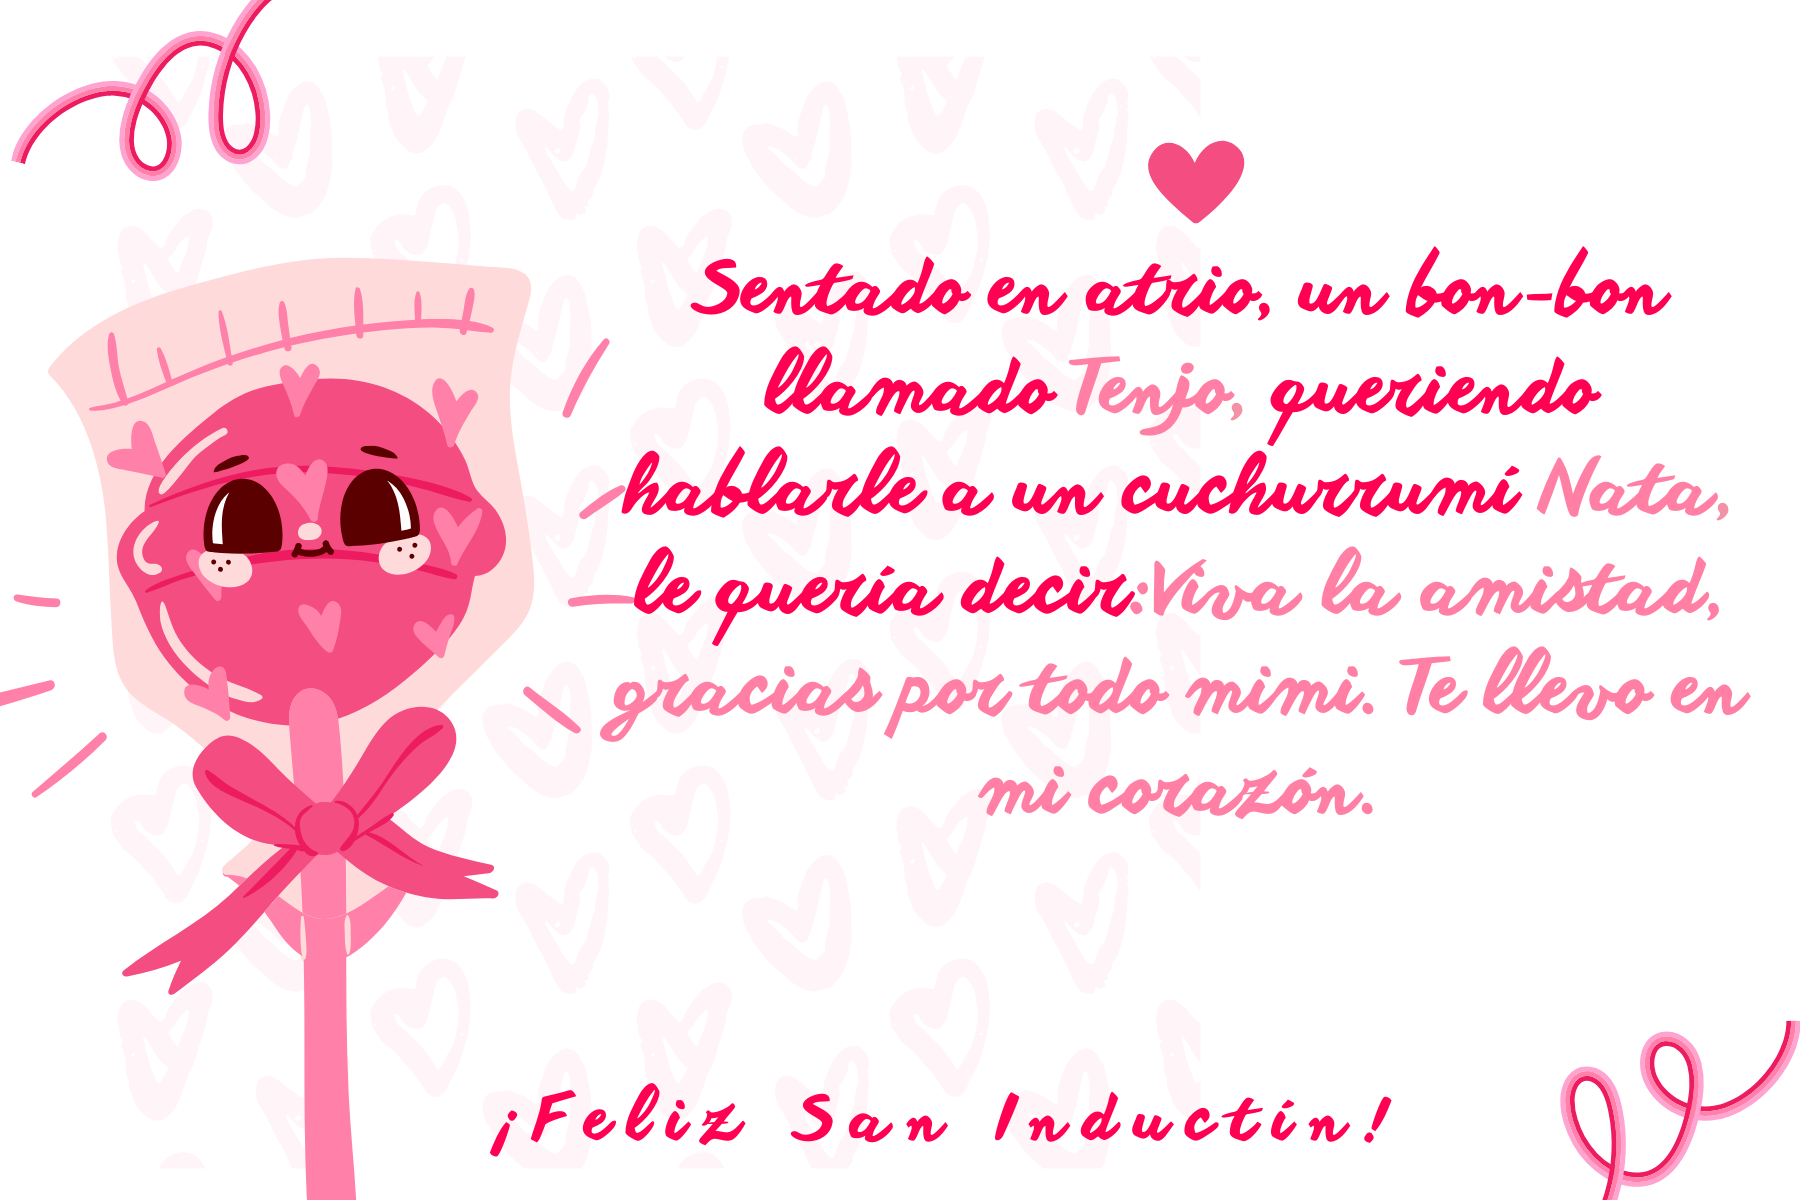 Sentado en atrio, un bon-bon
llamado Tenjo, queriendo
hablarle a un cuchurrumí Nata,
le quería decir:Viva la amistad,
gracias por todo mimi. Te llevo en
mi corazón.
¡Feliz San Inductín!